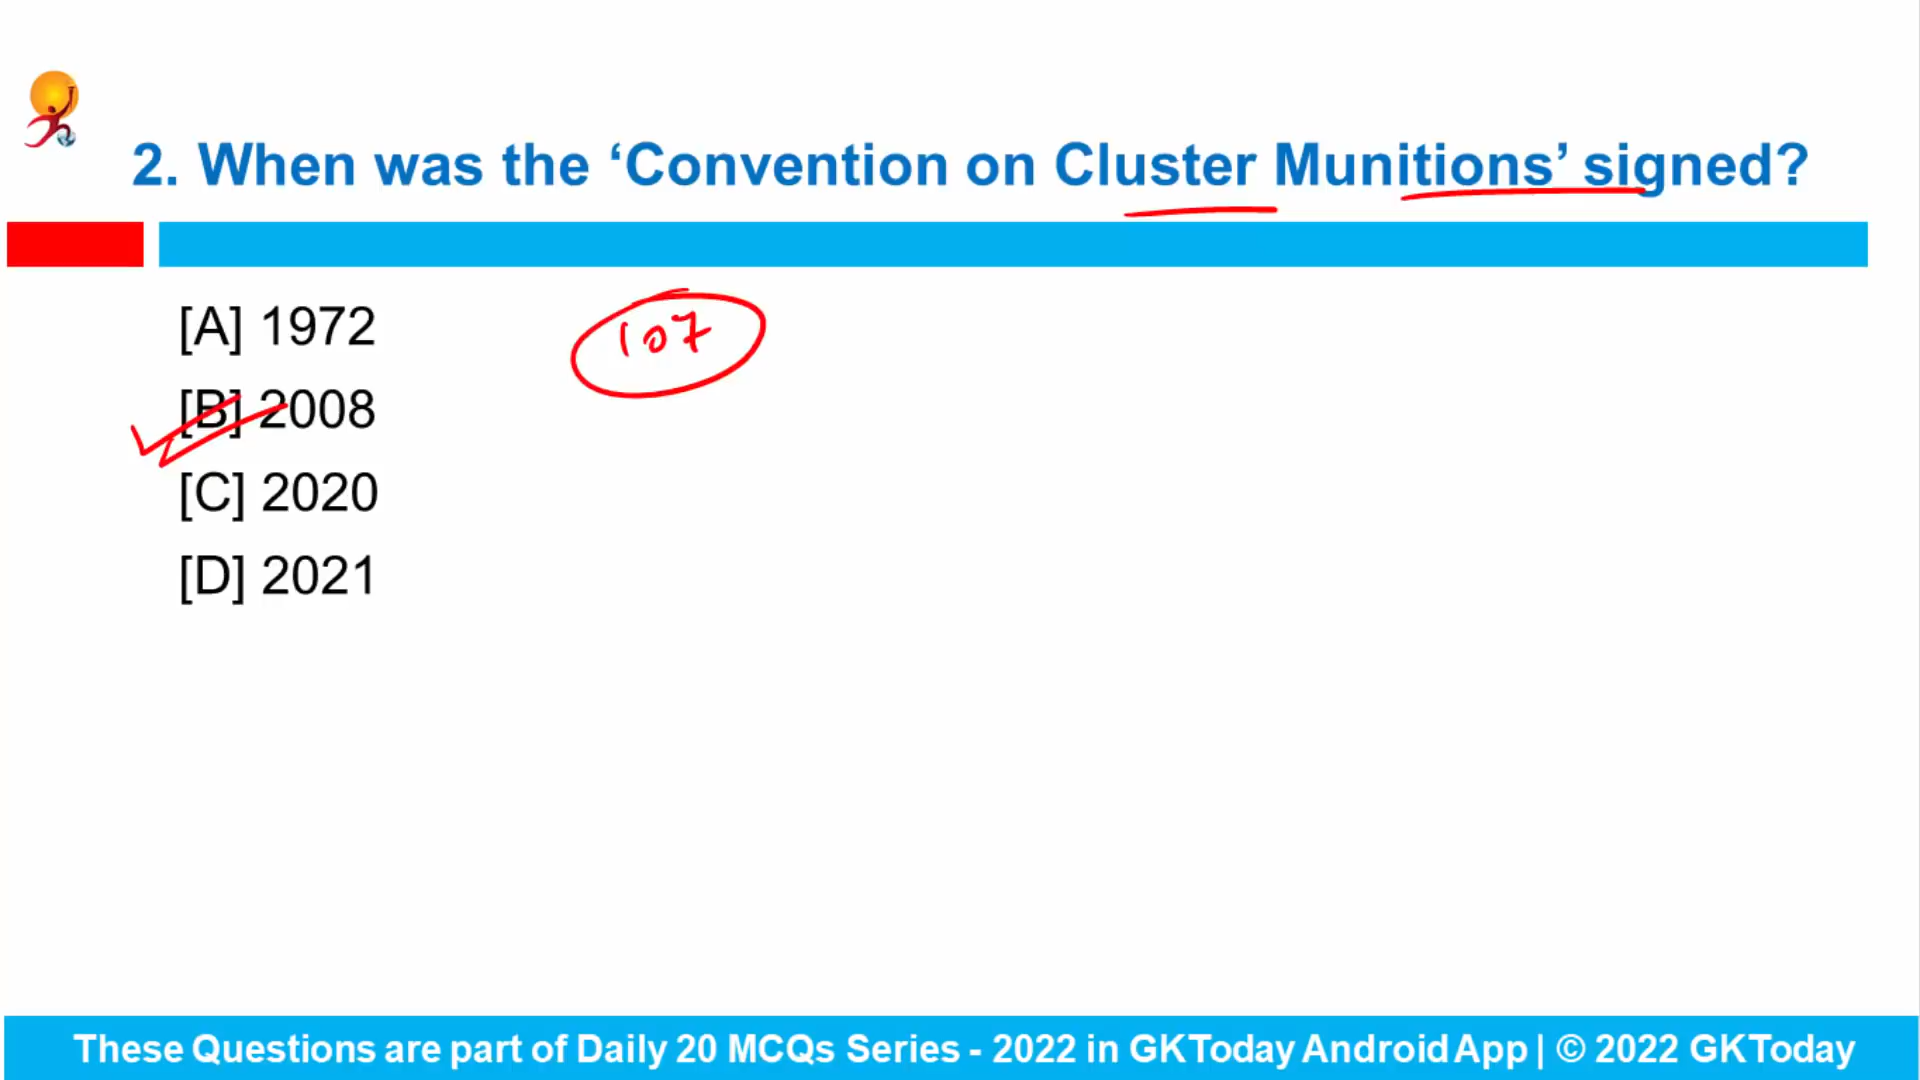 2. When was the ‘Convention on Cluster Munitions’ signed?
[A] 1972
107
[B] 2008
[C] 2020
[D] 2021
These Questions are part of Daily 20 MCQs Series - 2022 in GKToday Android App | © 2022 GKToday